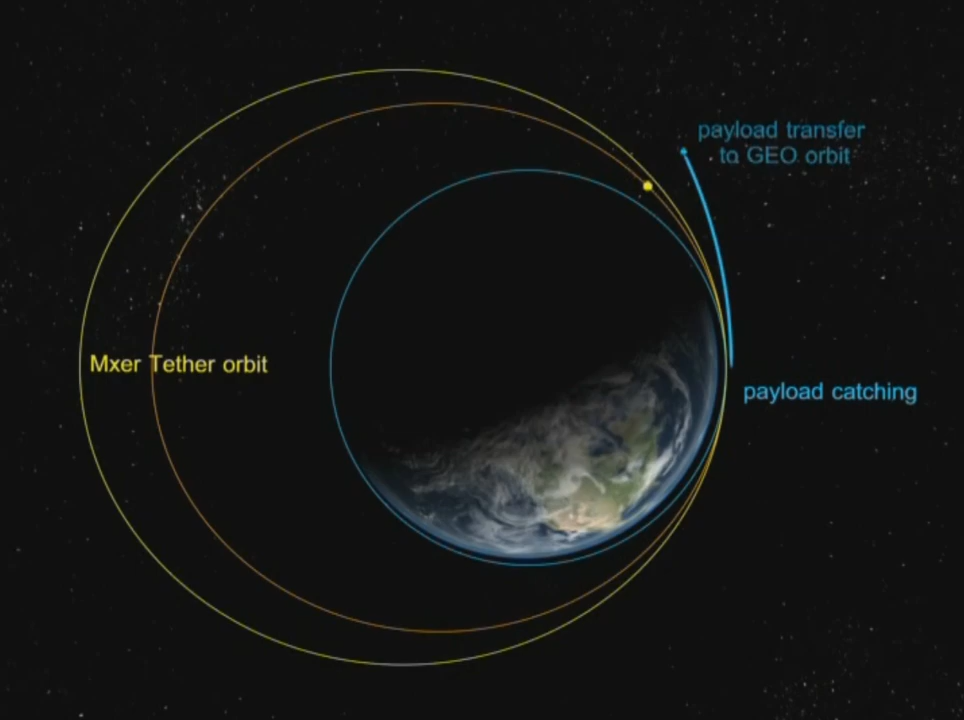 payload transfer
to GEO orbit
Mxer Tether orbit
payload catching